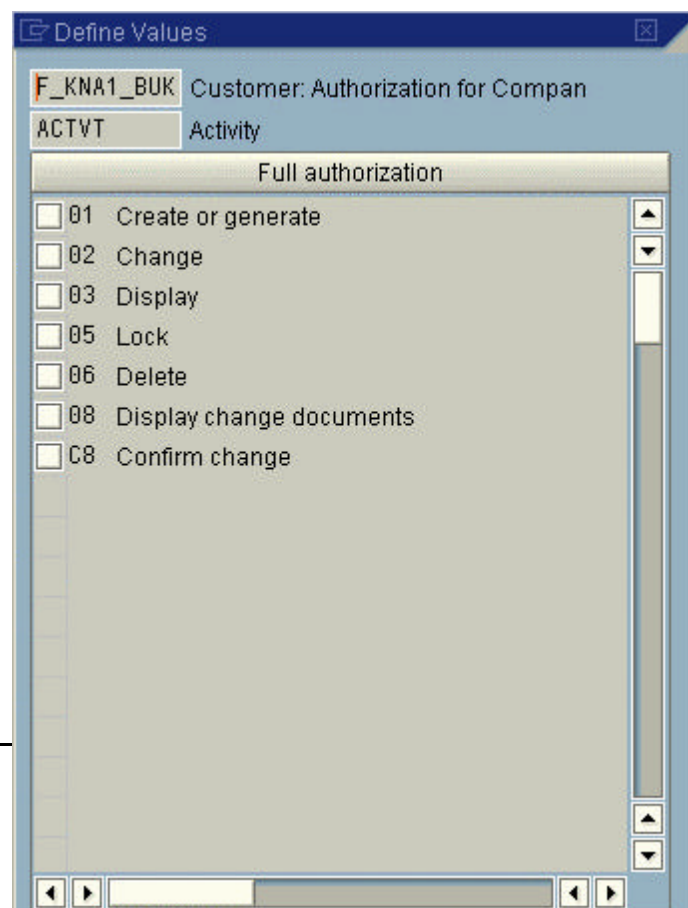 Define Values
F_KNA1_BUK Customer: Authorization for Compan
ACTVT Activity
Full authorization
01 Create or generate
02 Change
03 Display
05 Lock
06 Delete
08 Display change documents
C8 Confirm change